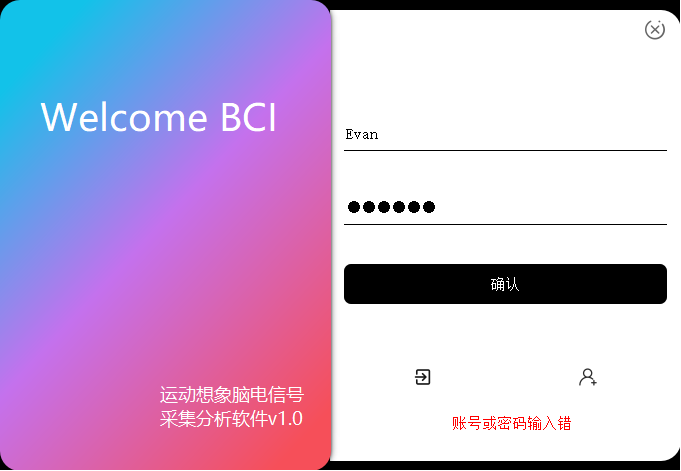 Welcome BCI
运动想象脑电信号
采集分析软件v1.0
Evan
●●●●●●
确认
账号或密码输入错